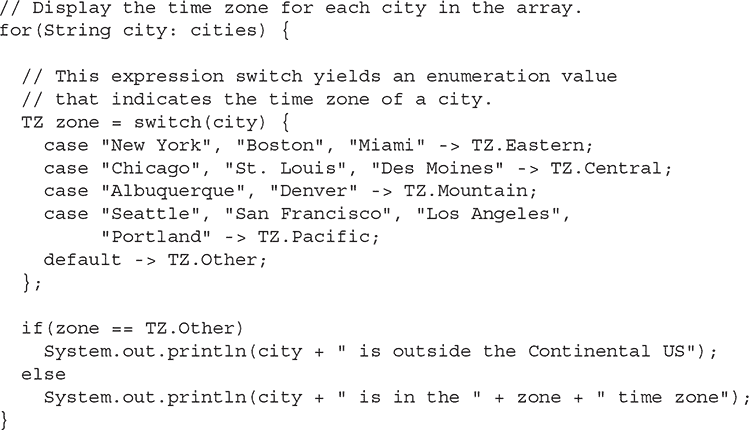 // Display the time zone for each city in the array.
for(String city: cities) {
  // This expression switch yields an enumeration value
  // that indicates the time zone of a city.
  TZ zone = switch(city) {
    case "New York", "Boston", "Miami" -> TZ.Eastern;
    case "Chicago", "St. Louis", "Des Moines" -> TZ.Central;
    case "Albuquerque", "Denver" -> TZ.Mountain;
    case "Seattle", "San Francisco", "Los Angeles",
         "Portland" -> TZ.Pacific;
    default -> TZ.Other;
  };
  if(zone == TZ.Other)
    System.out.println(city + " is outside the Continental US");
  else
    System.out.println(city + " is in the " + zone + " time zone");
}